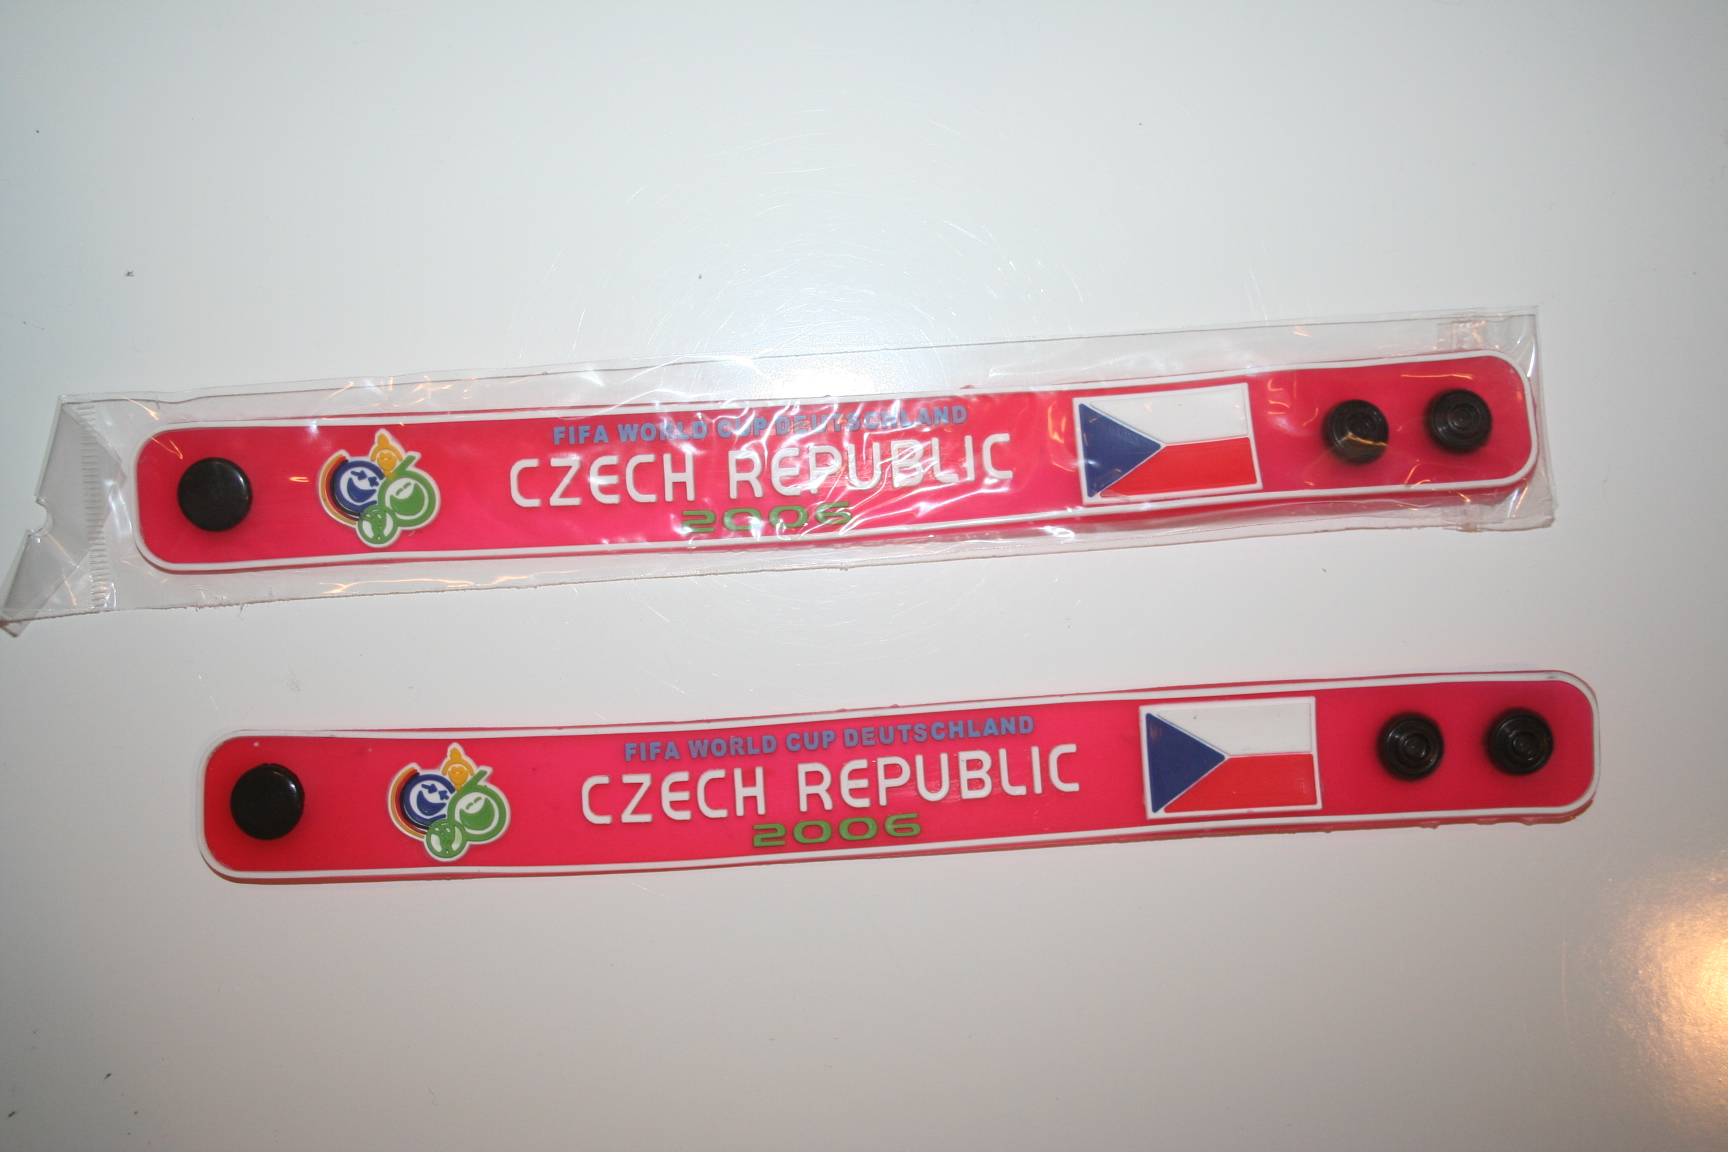 FIFA WORLD CUP DEUTSCHLAND
CZECH REPUBLIC
2006
FIFA WORLD CUP DEUTSCHLAND
CZECH REPUBLIC
2006